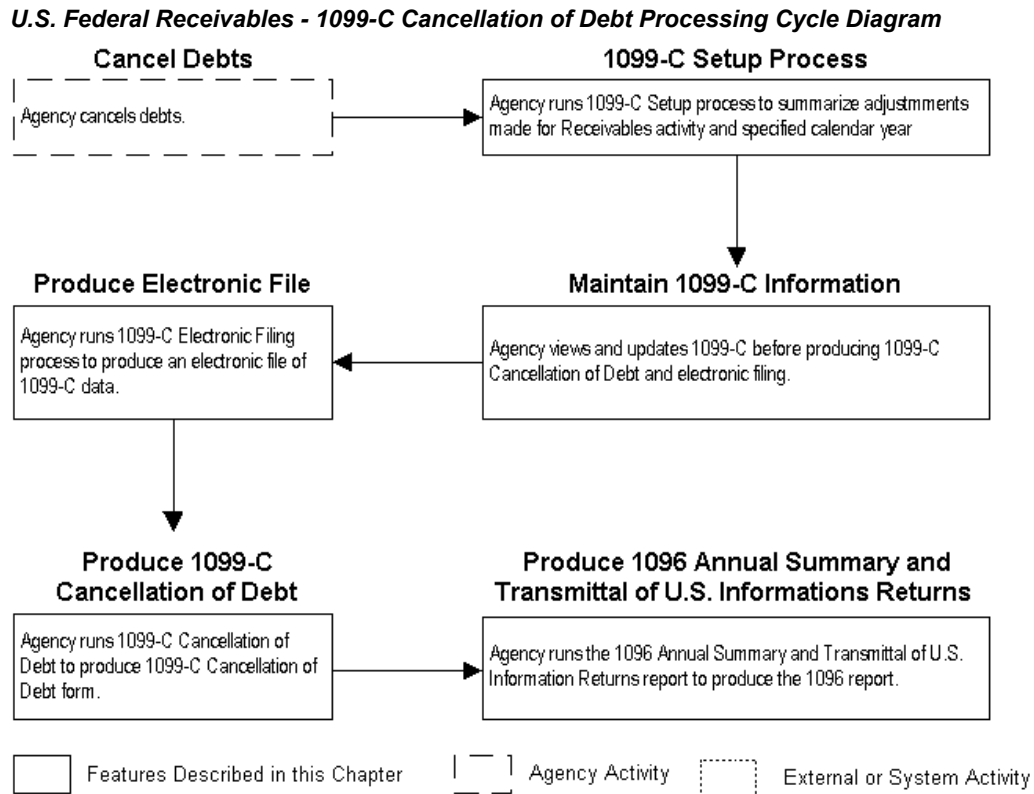 U.S. Federal Receivables - 1099-C Cancellation of Debt Processing Cycle Diagram
Cancel Debts
Agency cancels debts.
1099-C Setup Process
Agency runs 1099-C Setup process to summarize adjustmments
made for Receivables activity and specified calendar year
Maintain 1099-C Information
Agency views and updates 1099-C before producing 1099-C
Cancellation of Debt and electronic filing.
Produce Electronic File
Agency runs 1099-C Electronic Filing
process to produce an electronic file of
1099-C data.
Produce 1099-C
Cancellation of Debt
Agency runs 1099-C Cancellation of
Debt to produce 1099-C Cancellation of
Debt form.
Produce 1096 Annual Summary and
Transmittal of U.S. Informations Returns
Agency runs the 1096 Annual Summary and Transmittal of U.S.
Information Returns report to produce the 1096 report.
Features Described in this Chapter
Agency Activity
External or System Activity